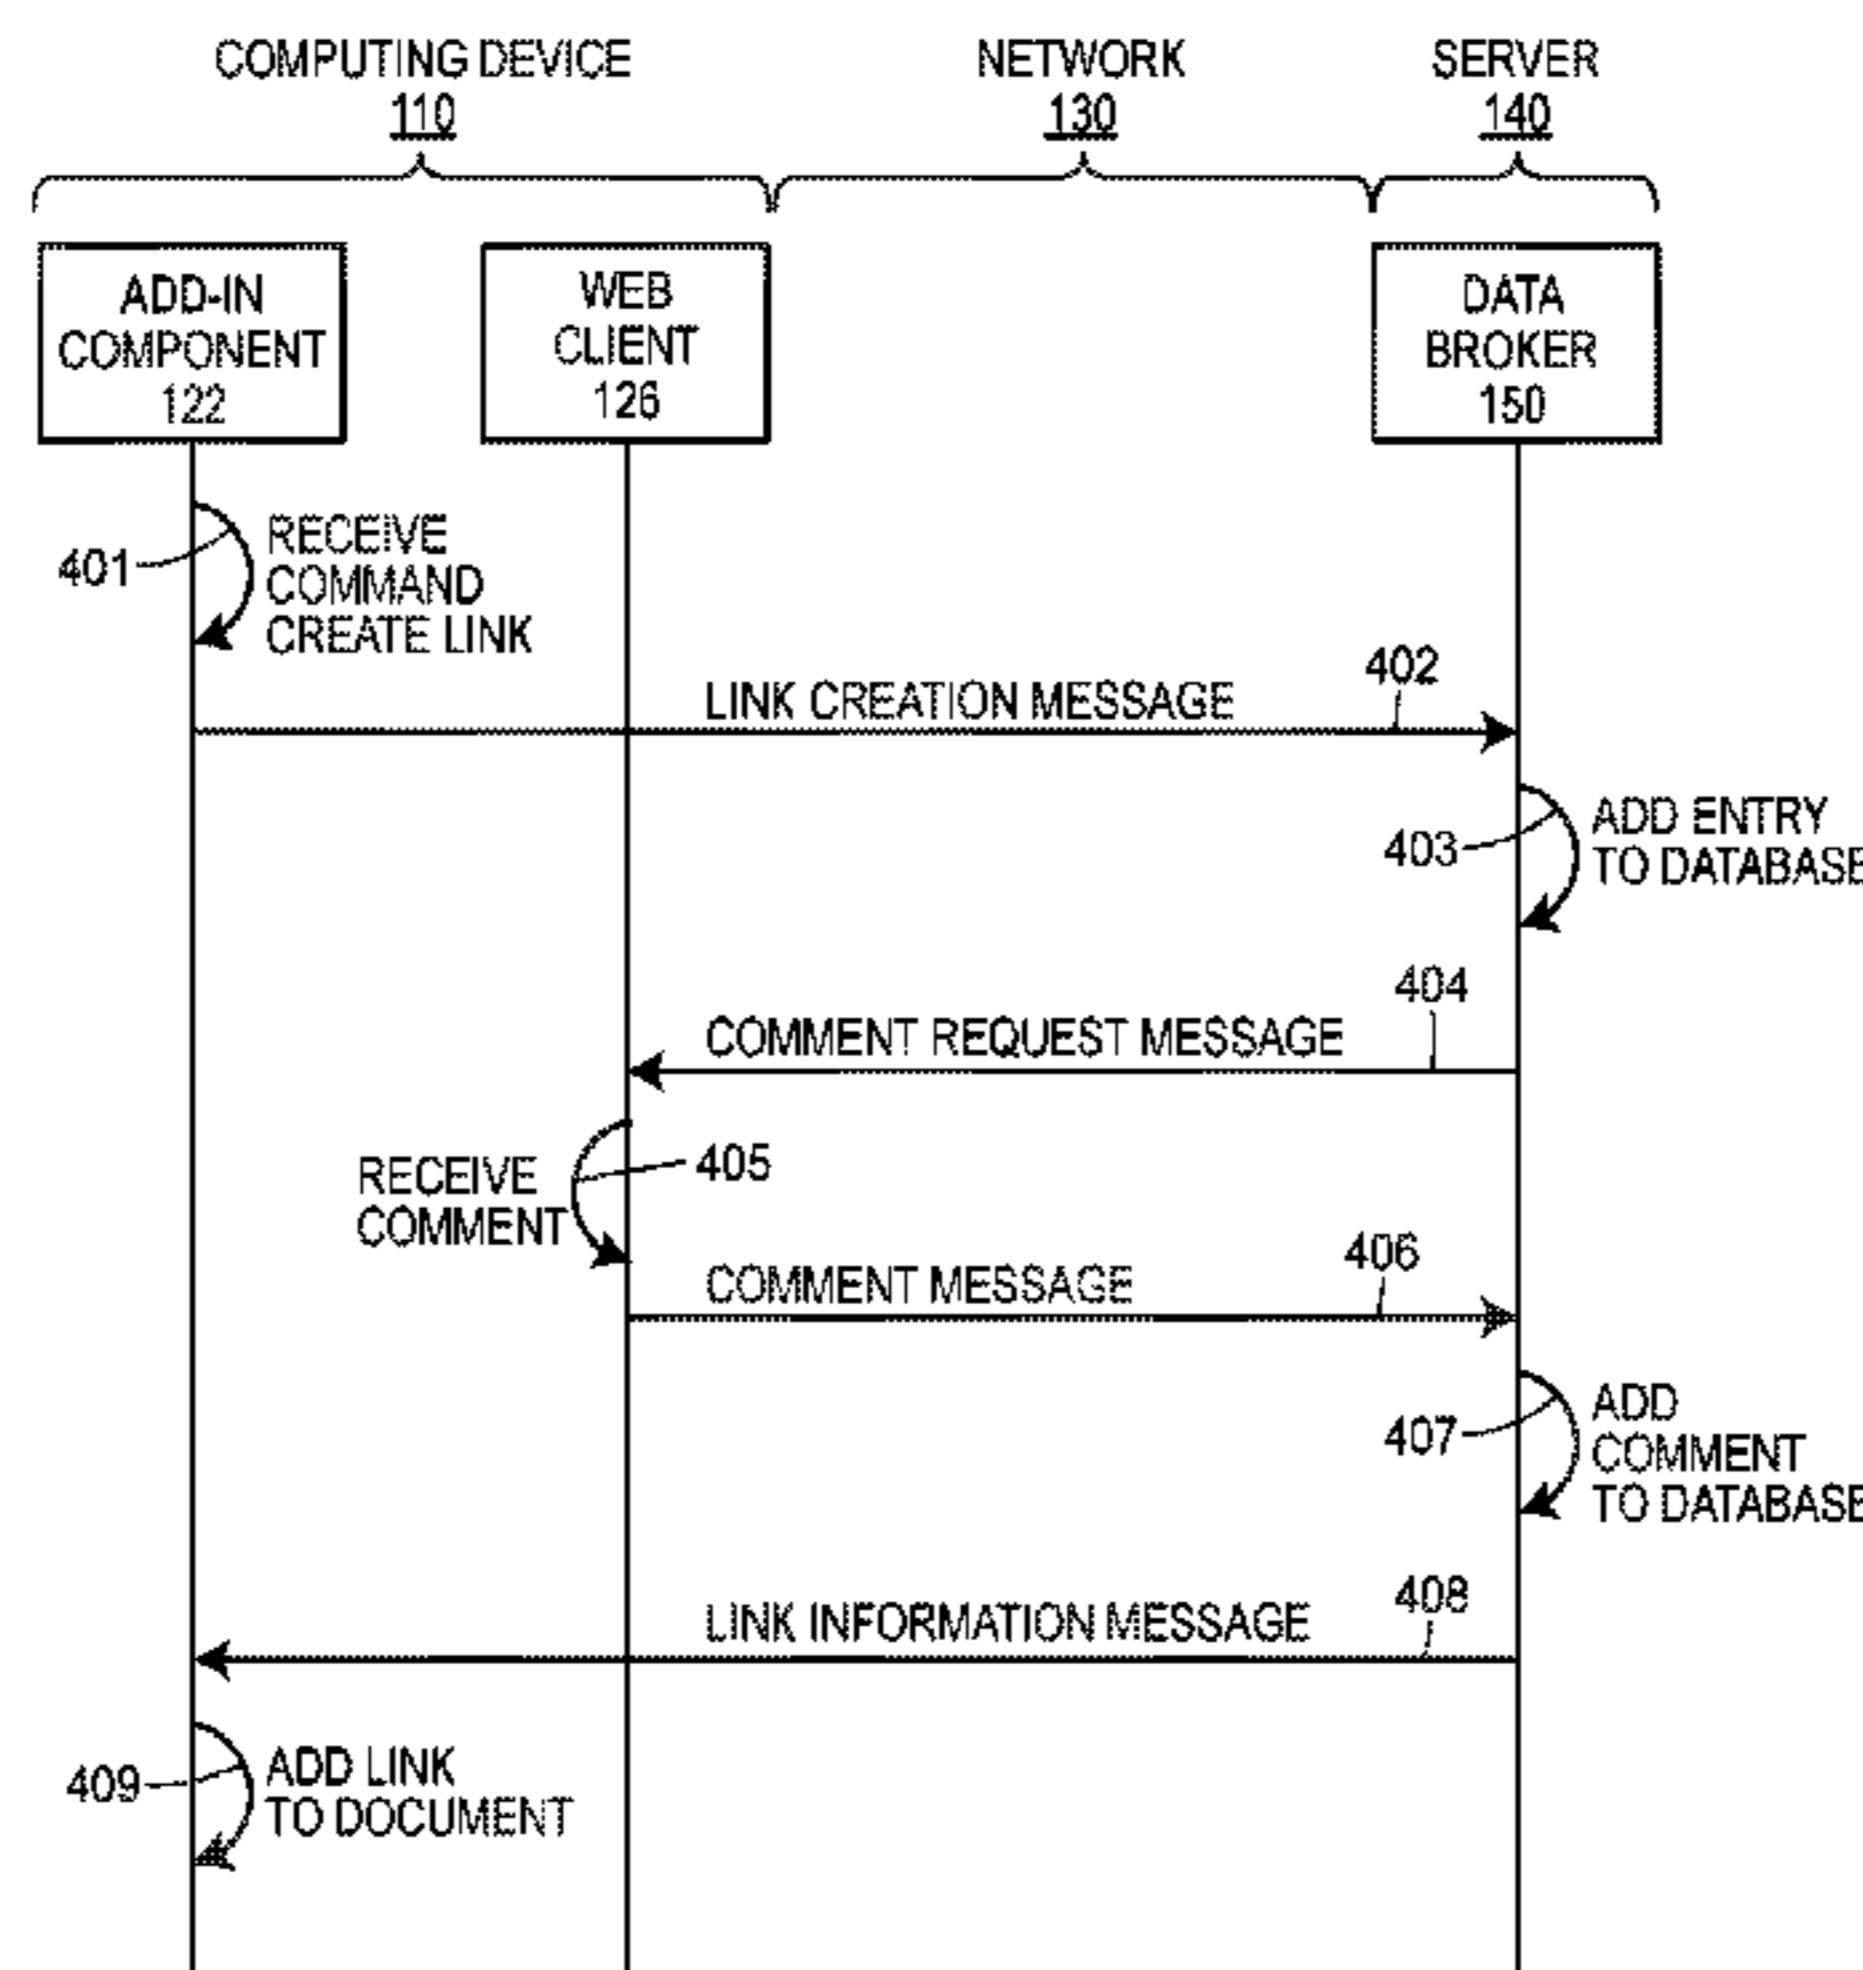 COMPUTING DEVICE
110
NETWORK
130
SERVER
140
ADD-IN
COMPONENT
122
WEB
CLIENT
126
DATA
BROKER
150
401
RECEIVE
COMMAND
CREATE LINK
LINK CREATION MESSAGE
402
403
ADD ENTRY
TO DATABASE
404
COMMENT REQUEST MESSAGE
RECEIVE
COMMENT
405
COMMENT MESSAGE
406
407
ADD
COMMENT
TO DATABASE
LINK INFORMATION MESSAGE
408
409
ADD LINK
TO DOCUMENT